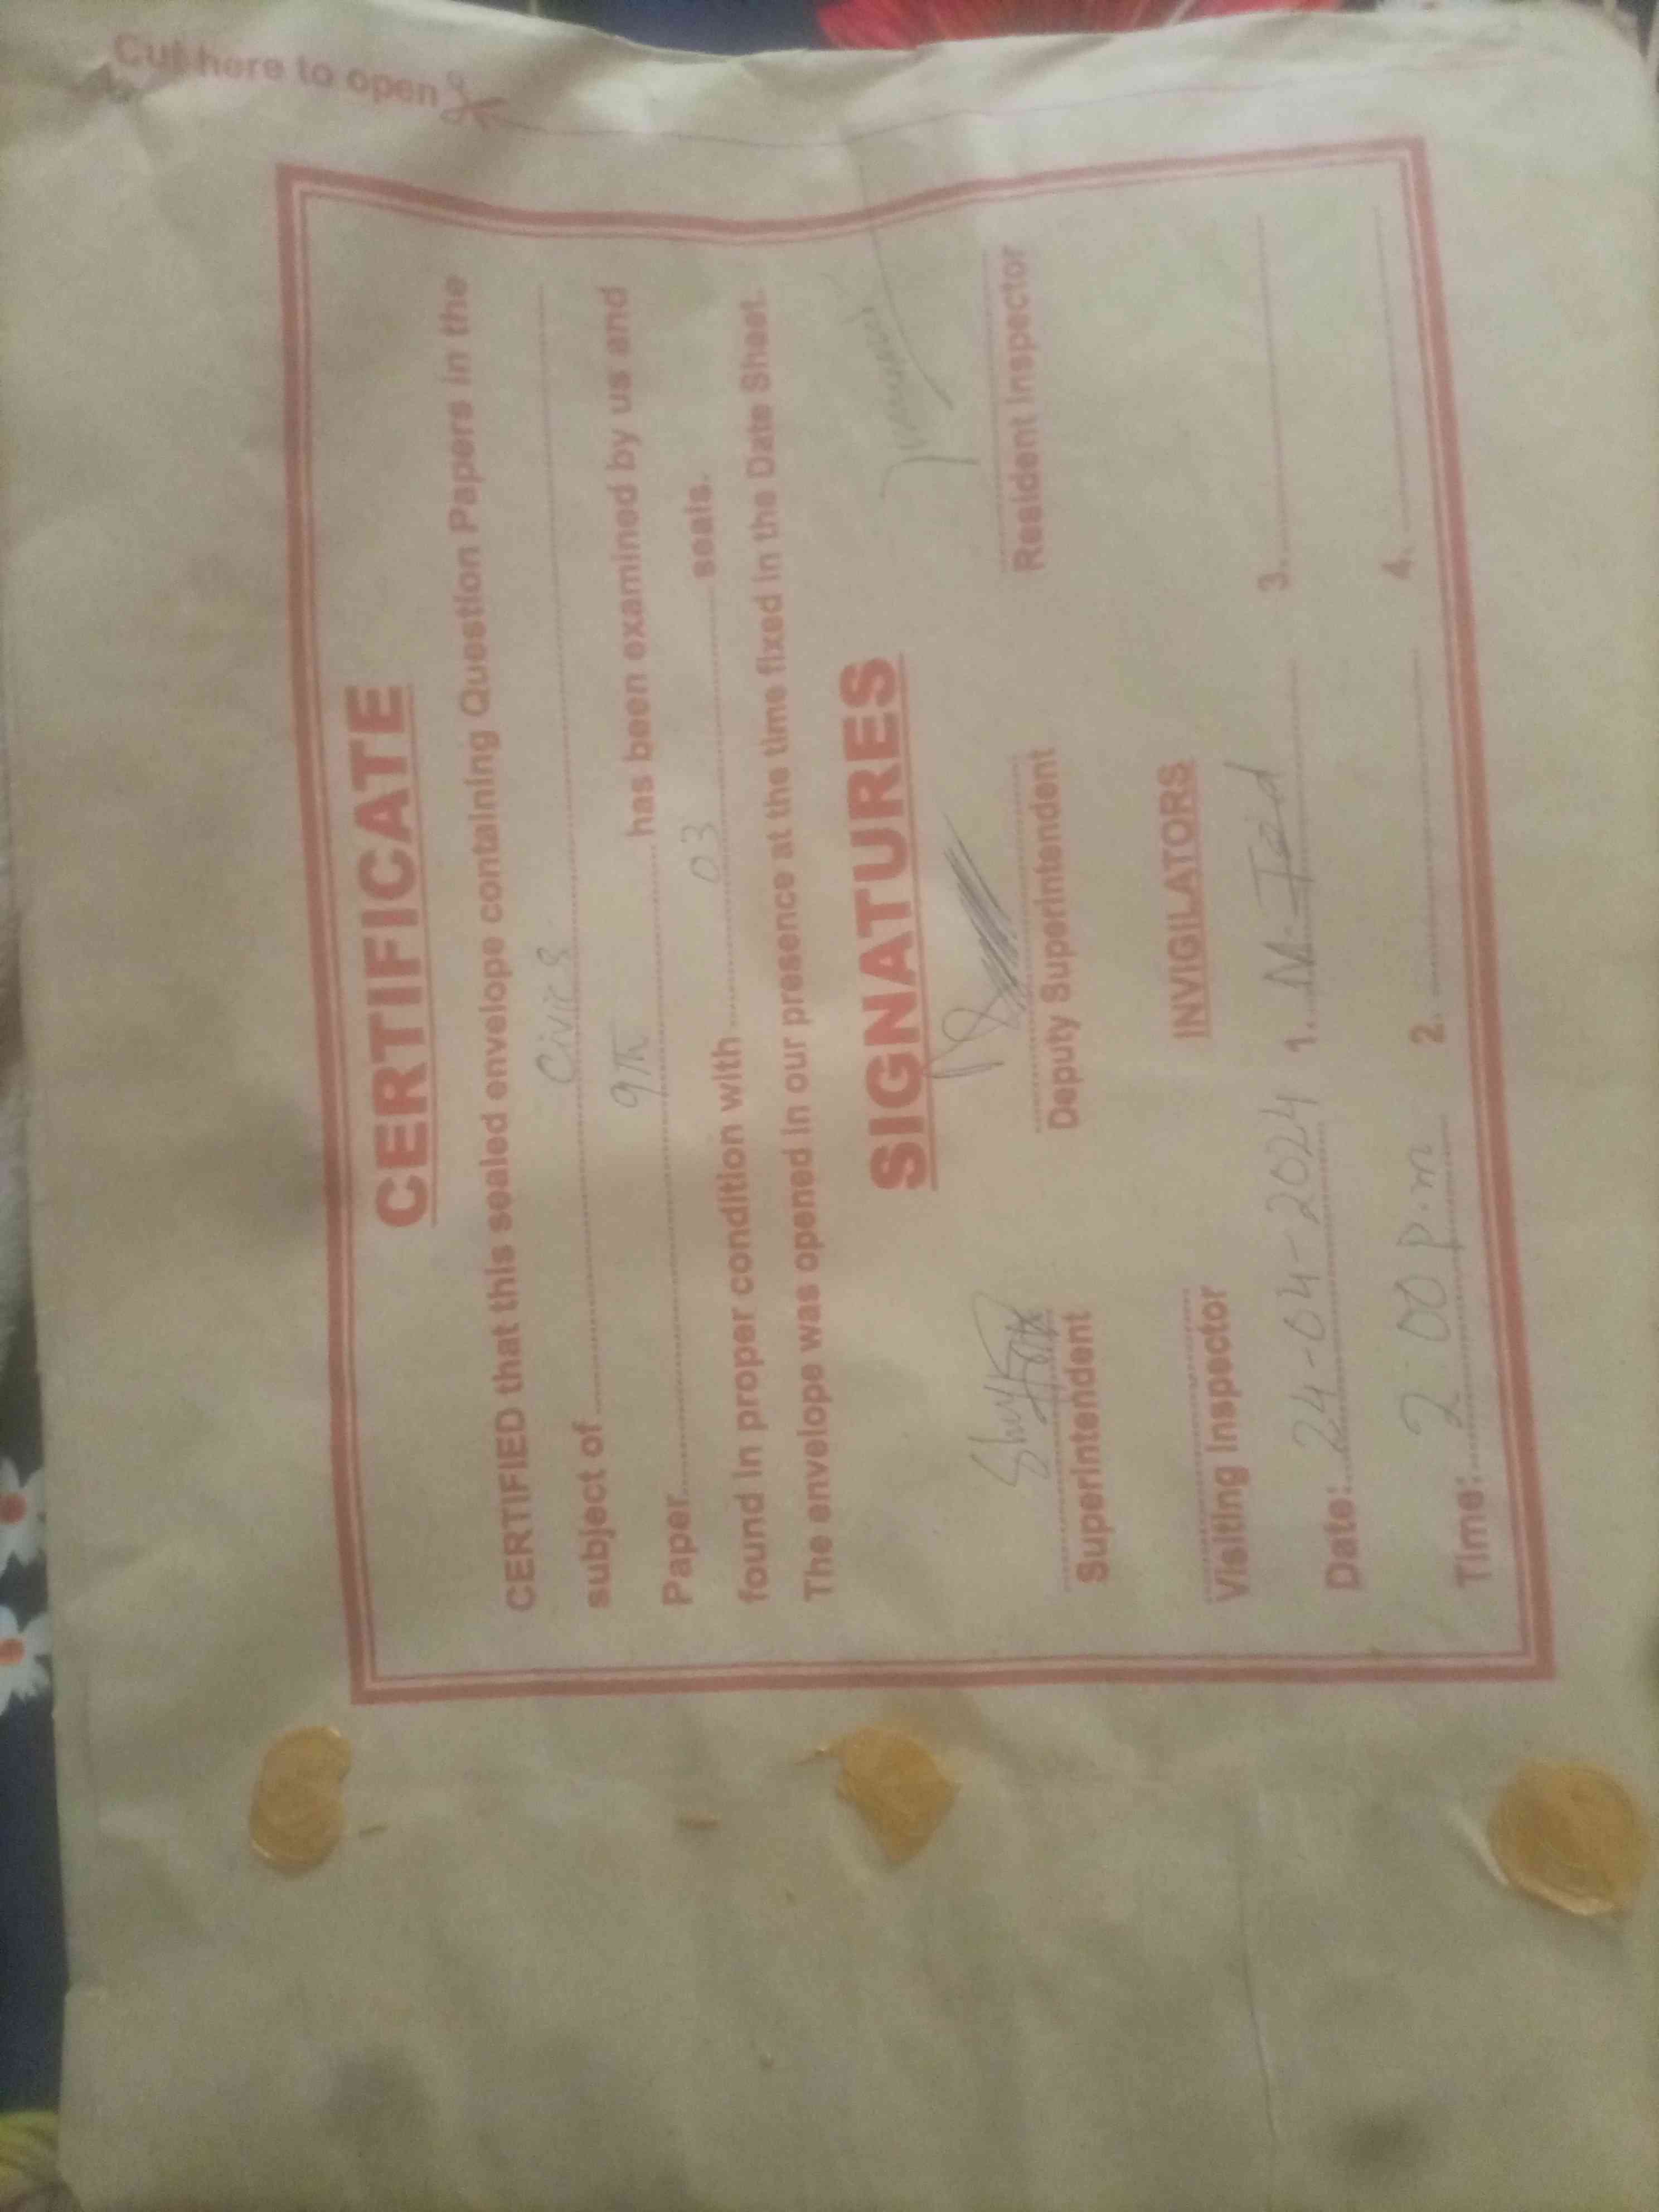 Cut here to open
CERTIFICATE
CERTIFIED that this sealed envelope containing Question Papers in the
subject of Civics
Paper 9th has been examined by us and
found in proper condition with 03 seals.
The envelope was opened in our presence at the time fixed in the Date Sheet.
SIGNATURES
Superintendent Deputy Superintendent Resident Inspector
INVIGILATORS
Visiting Inspector
Date: 24-04-2024 1. 3.
Time: 2:00 P.m 2. 4.